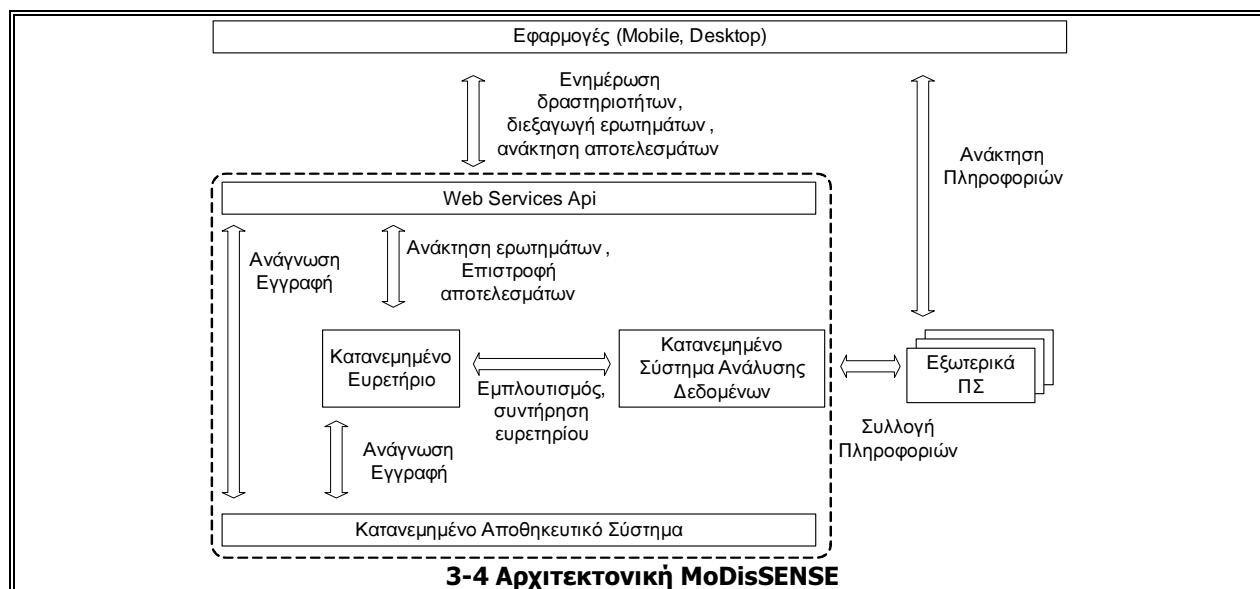 Εφαρμογές (Mobile, Desktop)
Ενημέρωση
δραστηριοτήτων,
διεξαγωγή ερωτημάτων ,
ανάκτηση αποτελεσμάτων
Ανάκτηση
Πληροφοριών
Web Services Api
Ανάγνωση
Εγγραφή
Ανάκτηση ερωτημάτων ,
Επιστροφή
αποτελεσμάτων
Κατανεμημένο
Ευρετήριο
Εμπλουτισμός,
συντήρηση
ευρετηρίου
Κατανεμημένο
Σύστημα Ανάλυσης
Δεδομένων
Εξωτερικά
ΠΣ
Συλλογή
Πληροφοριών
Ανάγνωση
Εγγραφή
Κατανεμημένο Αποθηκευτικό Σύστημα
3-4 Αρχιτεκτονική MoDisSENSE